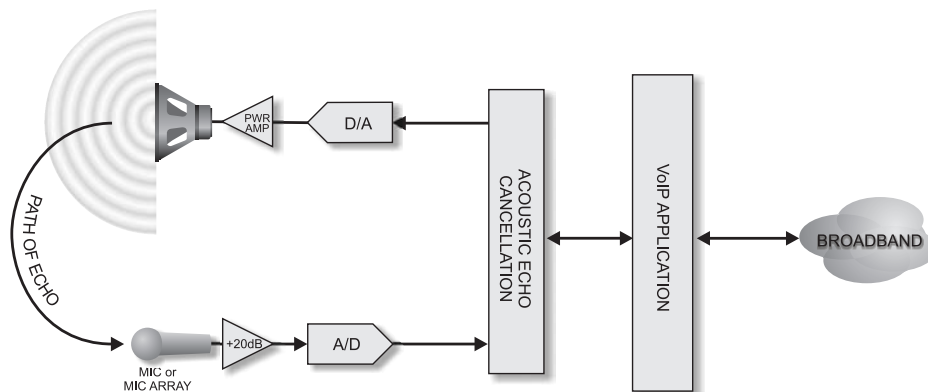 PWR
AMP
D/A
PATH OF ECHO
ACOUSTIC ECHO
CANCELLATION
VoIP APPLICATION
BROADBAND
+20dB
A/D
MIC or
MIC ARRAY